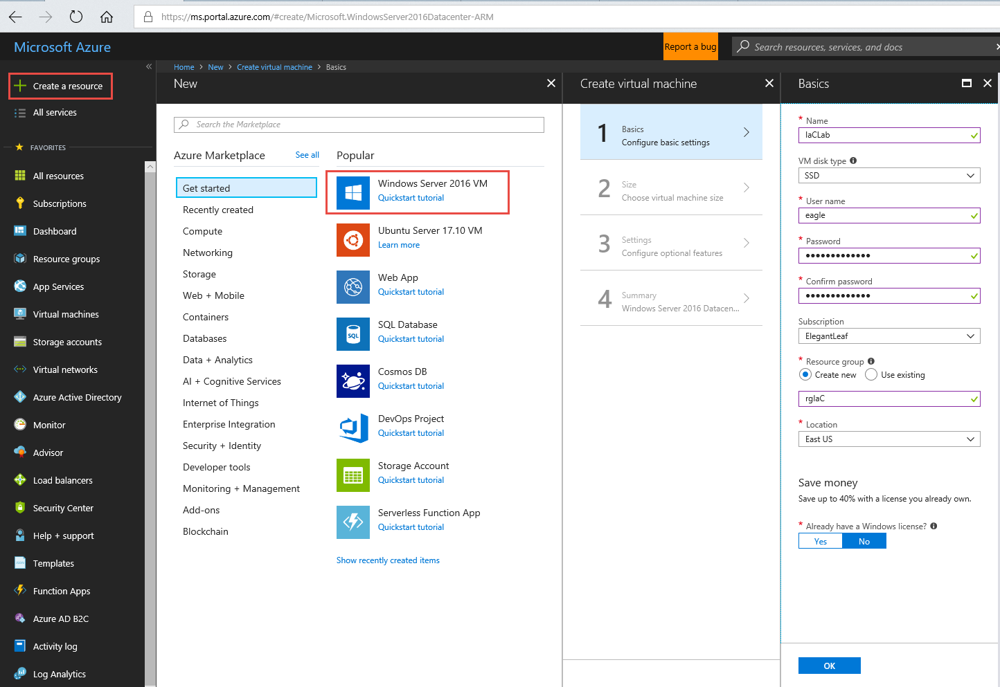 https://ms.portal.azure.com/#create/Microsoft.WindowsServer2016Datacenter-ARM
Microsoft Azure
Report a bug
Search resources, services, and docs
Create a resource
All services
FAVORITES
All resources
Subscriptions
Dashboard
Resource groups
App Services
Virtual machines
Storage accounts
Virtual networks
Azure Active Directory
Monitor
Advisor
Load balancers
Security Center
Help + support
Templates
Function Apps
Azure AD B2C
Activity log
Log Analytics
Home > New > Create virtual machine > Basics
New
Search the Marketplace
Azure Marketplace
See all
Get started
Recently created
Compute
Networking
Storage
Web + Mobile
Containers
Databases
Data + Analytics
AI + Cognitive Services
Internet of Things
Enterprise Integration
Security + Identity
Developer tools
Monitoring + Management
Add-ons
Blockchain
Popular
Windows Server 2016 VM
Quickstart tutorial
Ubuntu Server 17.10 VM
Learn more
Web App
Quickstart tutorial
SQL
SQL Database
Quickstart tutorial
Cosmos DB
Quickstart tutorial
DevOps Project
Quickstart tutorial
Storage Account
Quickstart tutorial
Serverless Function App
Quickstart tutorial
Show recently created items
Create virtual machine
1
Basics
Configure basic settings
2
Size
Choose virtual machine size
3
Settings
Configure optional features
4
Summary
Windows Server 2016 Datacen...
Basics
* Name
IaCLab
VM disk type
SSD
* User name
eagle
* Password
•••••••••••••
* Confirm password
•••••••••••••
Subscription
ElegantLeaf
* Resource group
Create new Use existing
rgIaC
* Location
East US
Save money
Save up to 40% with a license you already own.
* Already have a Windows license?
Yes No
OK